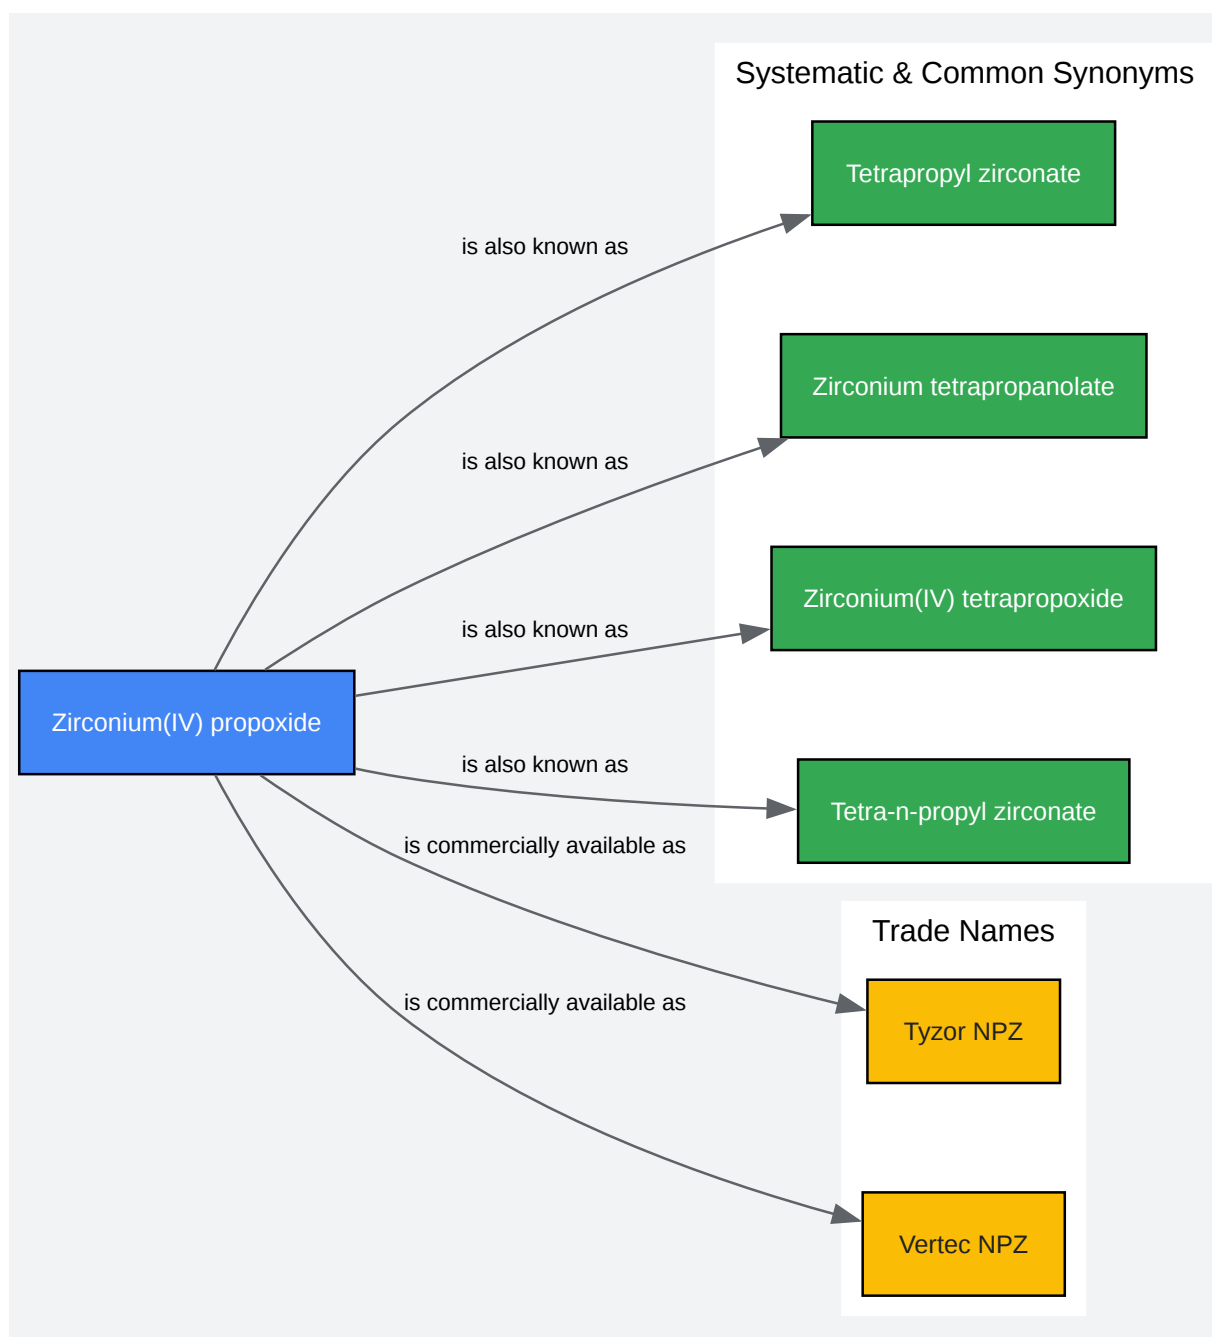 Systematic & Common Synonyms
Tetrapropyl zirconate
is also known as
Zirconium tetrapropanolate
is also known as
Zirconium(IV) tetrapropoxide
is also known as
Zirconium(IV) propoxide
is also known as
Tetra-n-propyl zirconate
is commercially available as
Trade Names
is commercially available as
Tyzor NPZ
Vertec NPZ